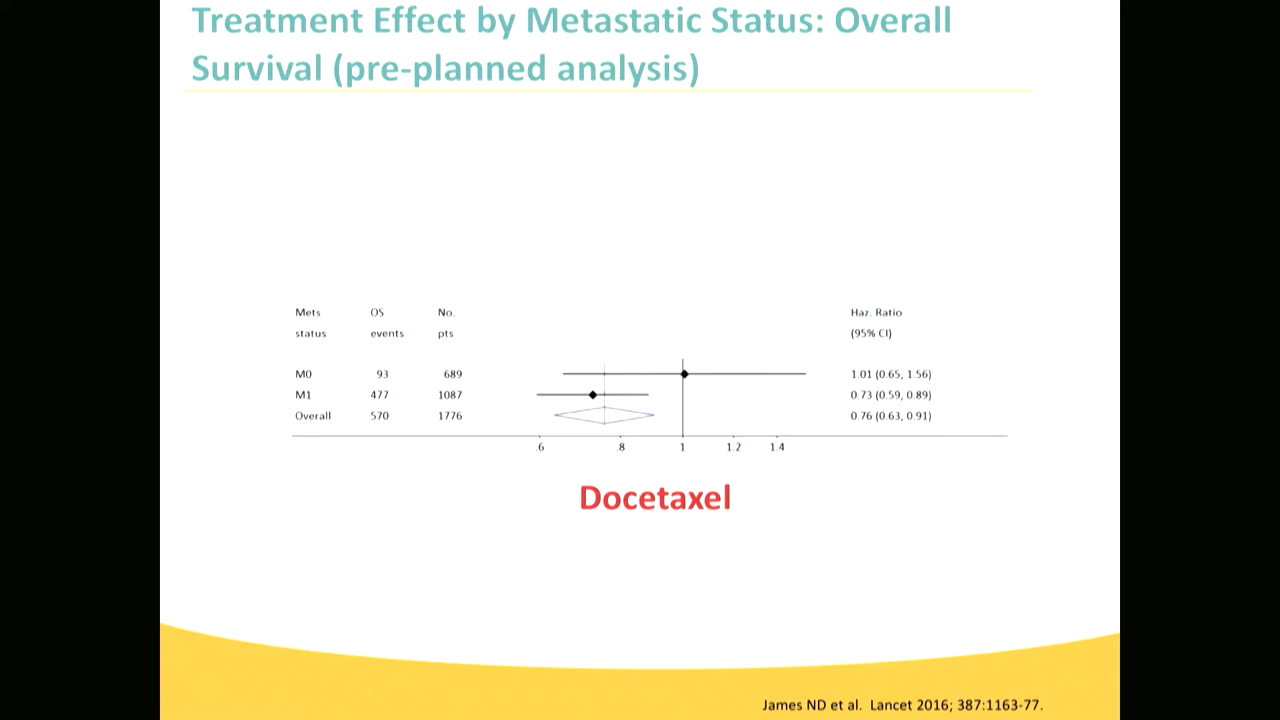 Treatment Effect by Metastatic Status: Overall
Survival (pre-planned analysis)
Mets OS No. Haz. Ratio
status events pts (95% CI)
M0 93 689 1.01 (0.65, 1.56)
M1 477 1087 0.73 (0.59, 0.89)
Overall 570 1776 0.76 (0.63, 0.91)
.6 .8 1 1.2 1.4
Docetaxel
James ND et al. Lancet 2016; 387:1163-77.